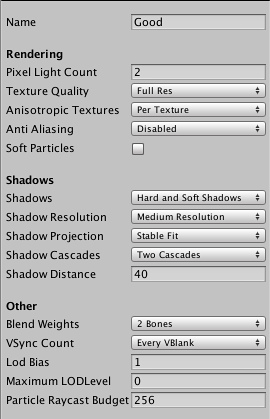 Name Good
Rendering
Pixel Light Count 2
Texture Quality Full Res
Anisotropic Textures Per Texture
Anti Aliasing Disabled
Soft Particles
Shadows
Shadows Hard and Soft Shadows
Shadow Resolution Medium Resolution
Shadow Projection Stable Fit
Shadow Cascades Two Cascades
Shadow Distance 40
Other
Blend Weights 2 Bones
VSync Count Every VBlank
Lod Bias 1
Maximum LODLevel 0
Particle Raycast Budget 256